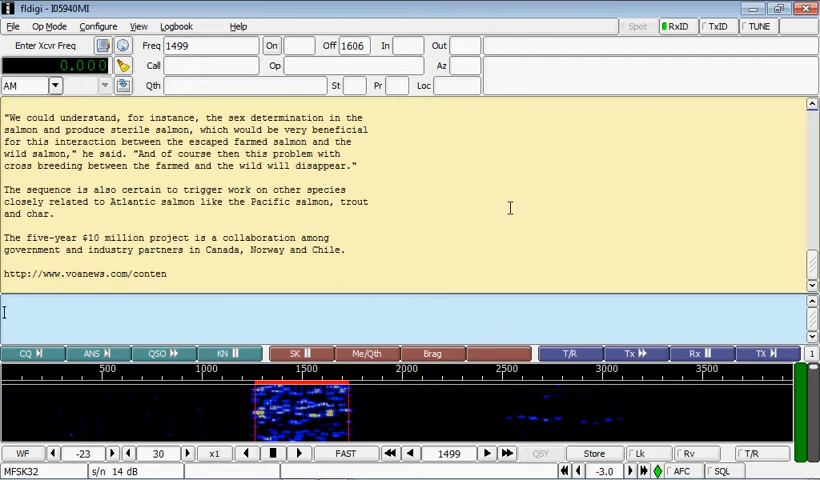 fldigi - I05940MI
File Op Mode Configure View Logbook Help Spot RxID TxID TUNE
Enter Xcvr Freq Freq 1499 On Off 1606 In Out
0.000 Call Op Az
AM Qth St Pr Loc
"We could understand, for instance, the sex determination in the
salmon and produce sterile salmon, which would be very beneficial
for this interaction between the escaped farmed salmon and the
wild salmon," he said. "And of course then this problem with
cross breeding between the farmed and the wild will disappear."
The sequence is also certain to trigger work on other species
closely related to Atlantic salmon like the Pacific salmon, trout
and char.
The five-year $10 million project is a collaboration among
government and industry partners in Canada, Norway and Chile.
http://www.voanews.com/conten
CQ ANS QSO KN SK Me/Qth Brag T/R Tx Rx TX 1
500 1000 1500 2000 2500 3000 3500
WF -23 30 x1 FAST 1499 QSY Store Lk Rv T/R
MFSK32 s/n 14 dB -3.0 AFC SQL